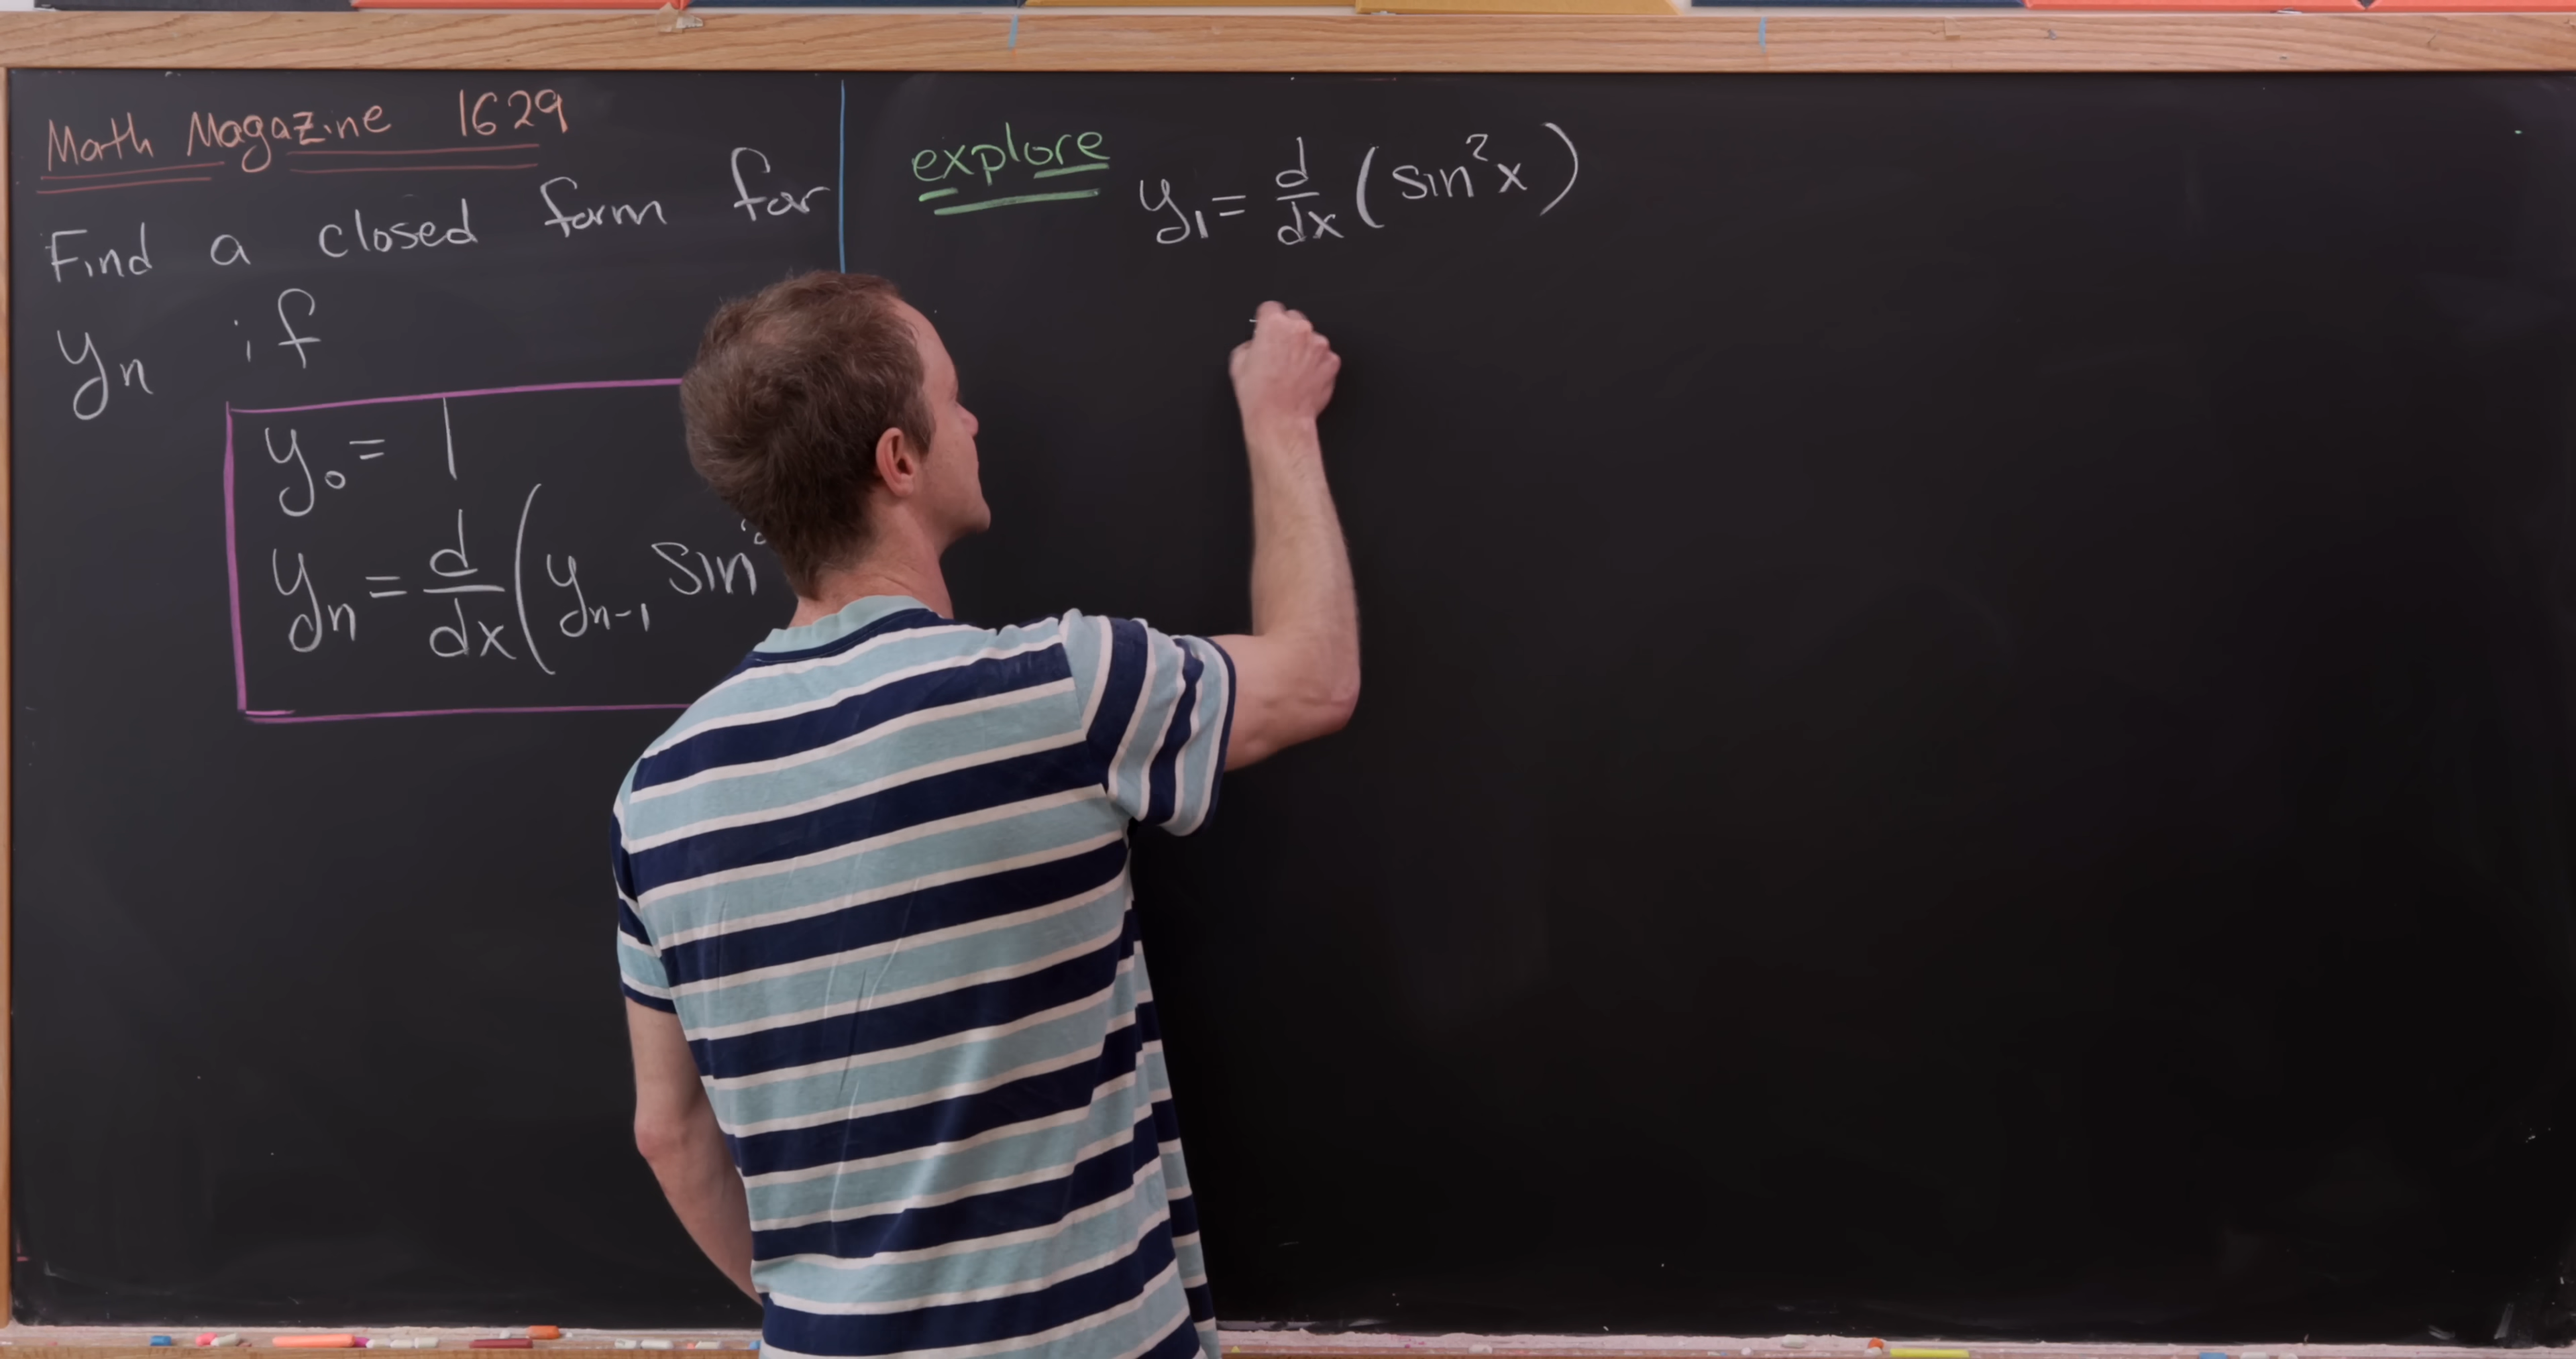 Math Magazine 1629
Find a closed form for
yₙ if
y₀ = 1
yₙ = d/dx (yₙ₋₁ sin
explore y₁ = d/dx (sin²x)